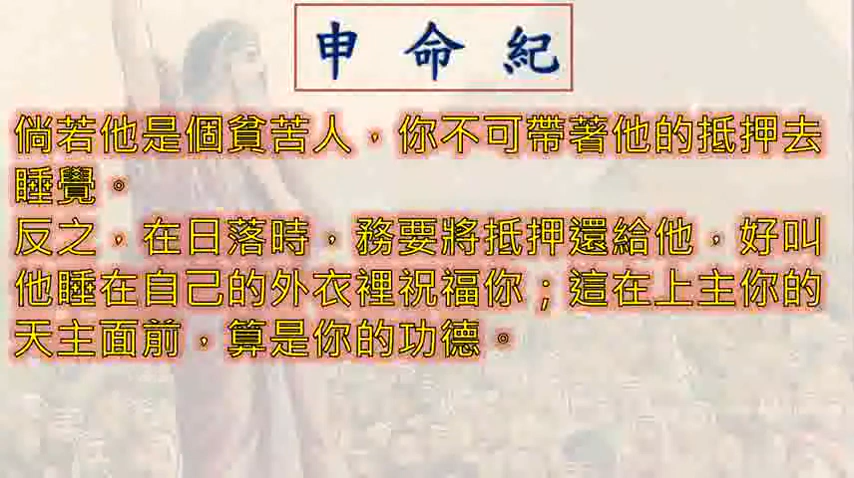 申命紀
倘若他是個貧苦人，你不可帶著他的抵押去
睡覺。
反之，在日落時，務要將抵押還給他，好叫
他睡在自己的外衣裡祝福你；這在上主你的
天主面前，算是你的功德。